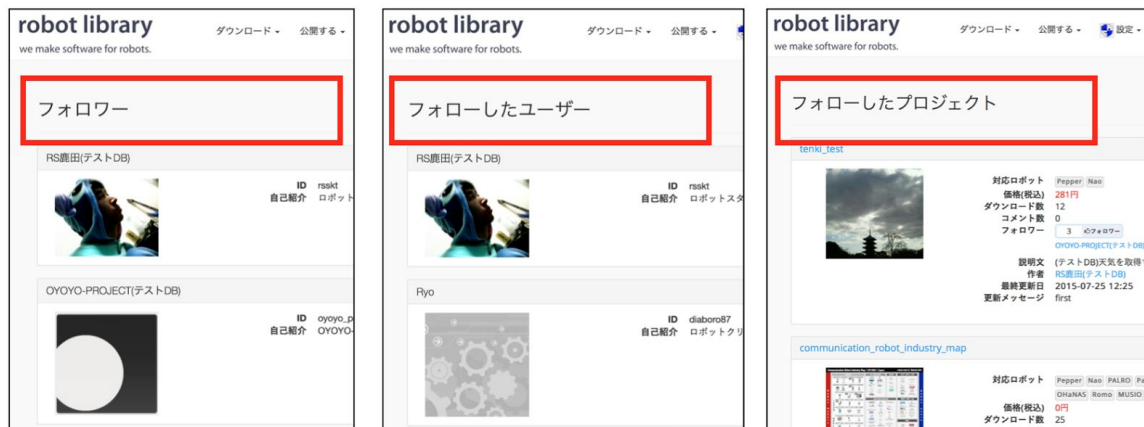 robot library
ダウンロード
公開する
we make software for robots.
フォロワー
RS鹿田(テストDB)
ID rsskt
自己紹介 ロボット
OYOYO-PROJECT(テストDB)
ID oyoyo_p
自己紹介 OYOYO-
robot library
ダウンロード
公開する
we make software for robots.
フォローしたユーザー
RS鹿田(テストDB)
ID rsskt
自己紹介 ロボットスタ
Ryo
ID diaboro87
自己紹介 ロボットクリ
robot library
ダウンロード
公開する
設定
we make software for robots.
フォローしたプロジェクト
tenki_test
対応ロボット Pepper Nao
価格(税込) 281円
ダウンロード数 12
コメント数 0
フォロワー 3 フォロワー
OYOYO-PROJECT(テストDB)
説明文 (テストDB)天気を取得
作者 RS鹿田(テストDB)
最終更新日 2015-07-25 12:25
更新メッセージ first
communication_robot_industry_map
対応ロボット Pepper Nao PALRO Pa
OHaNAS Romo MUSIO
価格(税込) 0円
ダウンロード数 25